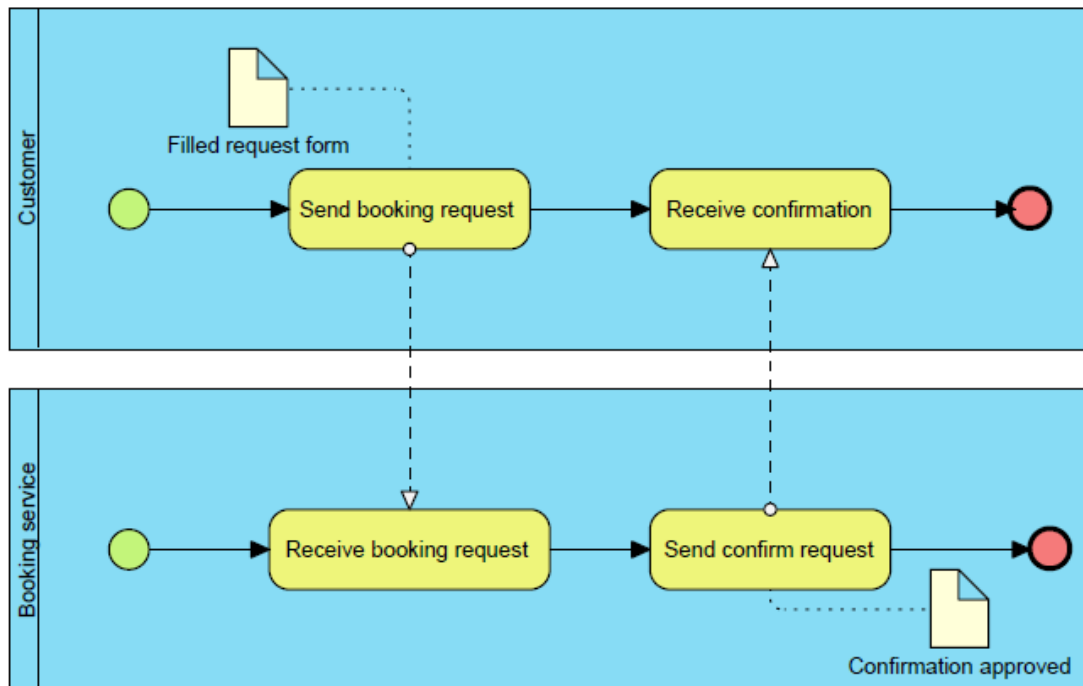 Customer
Filled request form
Send booking request
Receive confirmation
Booking service
Receive booking request
Send confirm request
Confirmation approved